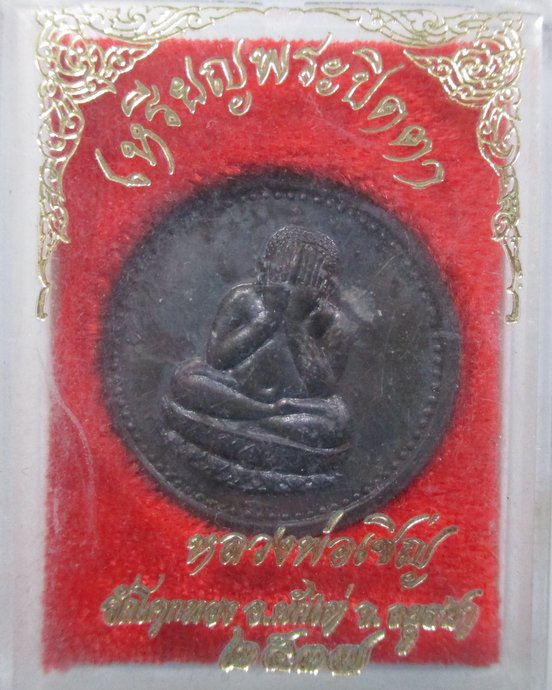 เหรียญพระปิดตา
หลวงพ่อเชิญ
วัดโคกทอง อ.ผักไห่ จ. อยุธยา
๒๕๓๗